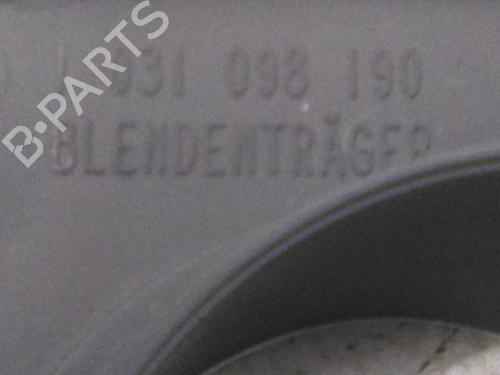 L 931 098 190
BLENDENTRÄGER
B-PARTS